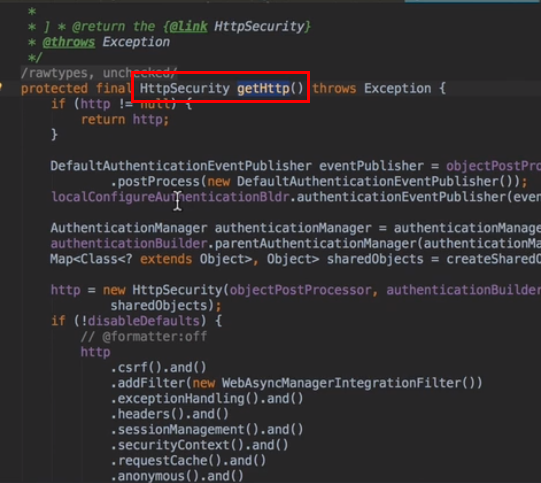 *
* ] * @return the {@link HttpSecurity}
* @throws Exception
*/
/rawtypes, unchecked/
protected final HttpSecurity getHttp() throws Exception {
if (http != null) {
return http;
}
DefaultAuthenticationEventPublisher eventPublisher = objectPostPro
.postProcess(new DefaultAuthenticationEventPublisher());
localConfigureAuthenticationBldr.authenticationEventPublisher(even
AuthenticationManager authenticationManager = authenticationManage
authenticationBuilder.parentAuthenticationManager(authenticationMa
Map<Class<? extends Object>, Object> sharedObjects = createSharedO
http = new HttpSecurity(objectPostProcessor, authenticationBuilder
sharedObjects);
if (!disableDefaults) {
// @formatter:off
http
.csrf().and()
.addFilter(new WebAsyncManagerIntegrationFilter())
.exceptionHandling().and()
.headers().and()
.sessionManagement().and()
.securityContext().and()
.requestCache().and()
.anonymous().and()